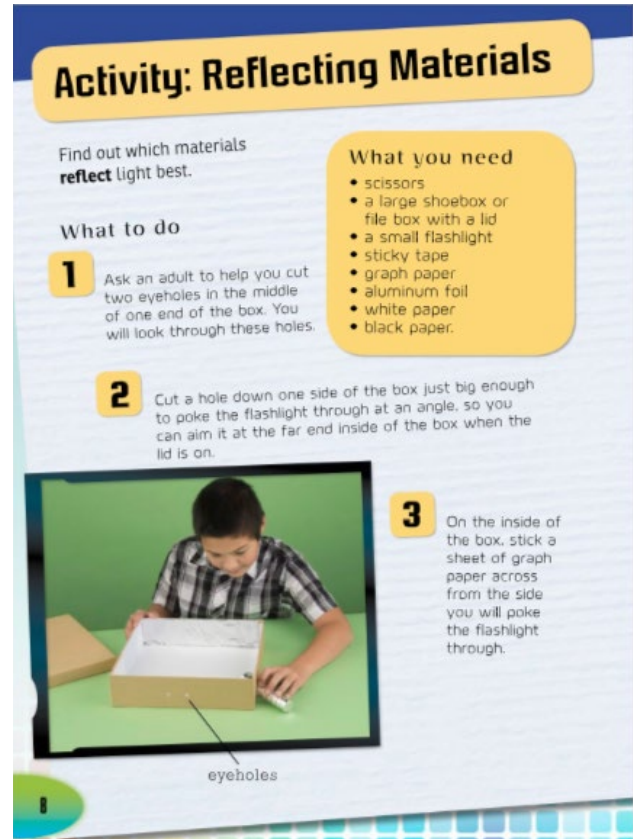 Activity: Reflecting Materials
Find out which materials
reflect light best.
What you need
• scissors
• a large shoebox or
file box with a lid
• a small flashlight
• sticky tape
• graph paper
• aluminum foil
• white paper
• black paper.
What to do
1
Ask an adult to help you cut
two eyeholes in the middle
of one end of the box. You
will look through these holes.
2
Cut a hole down one side of the box just big enough
to poke the flashlight through at an angle, so you
can aim it at the far end inside of the box when the
lid is on.
3
On the inside of
the box, stick a
sheet of graph
paper across
from the side
you will poke
the flashlight
through.
eyeholes
8